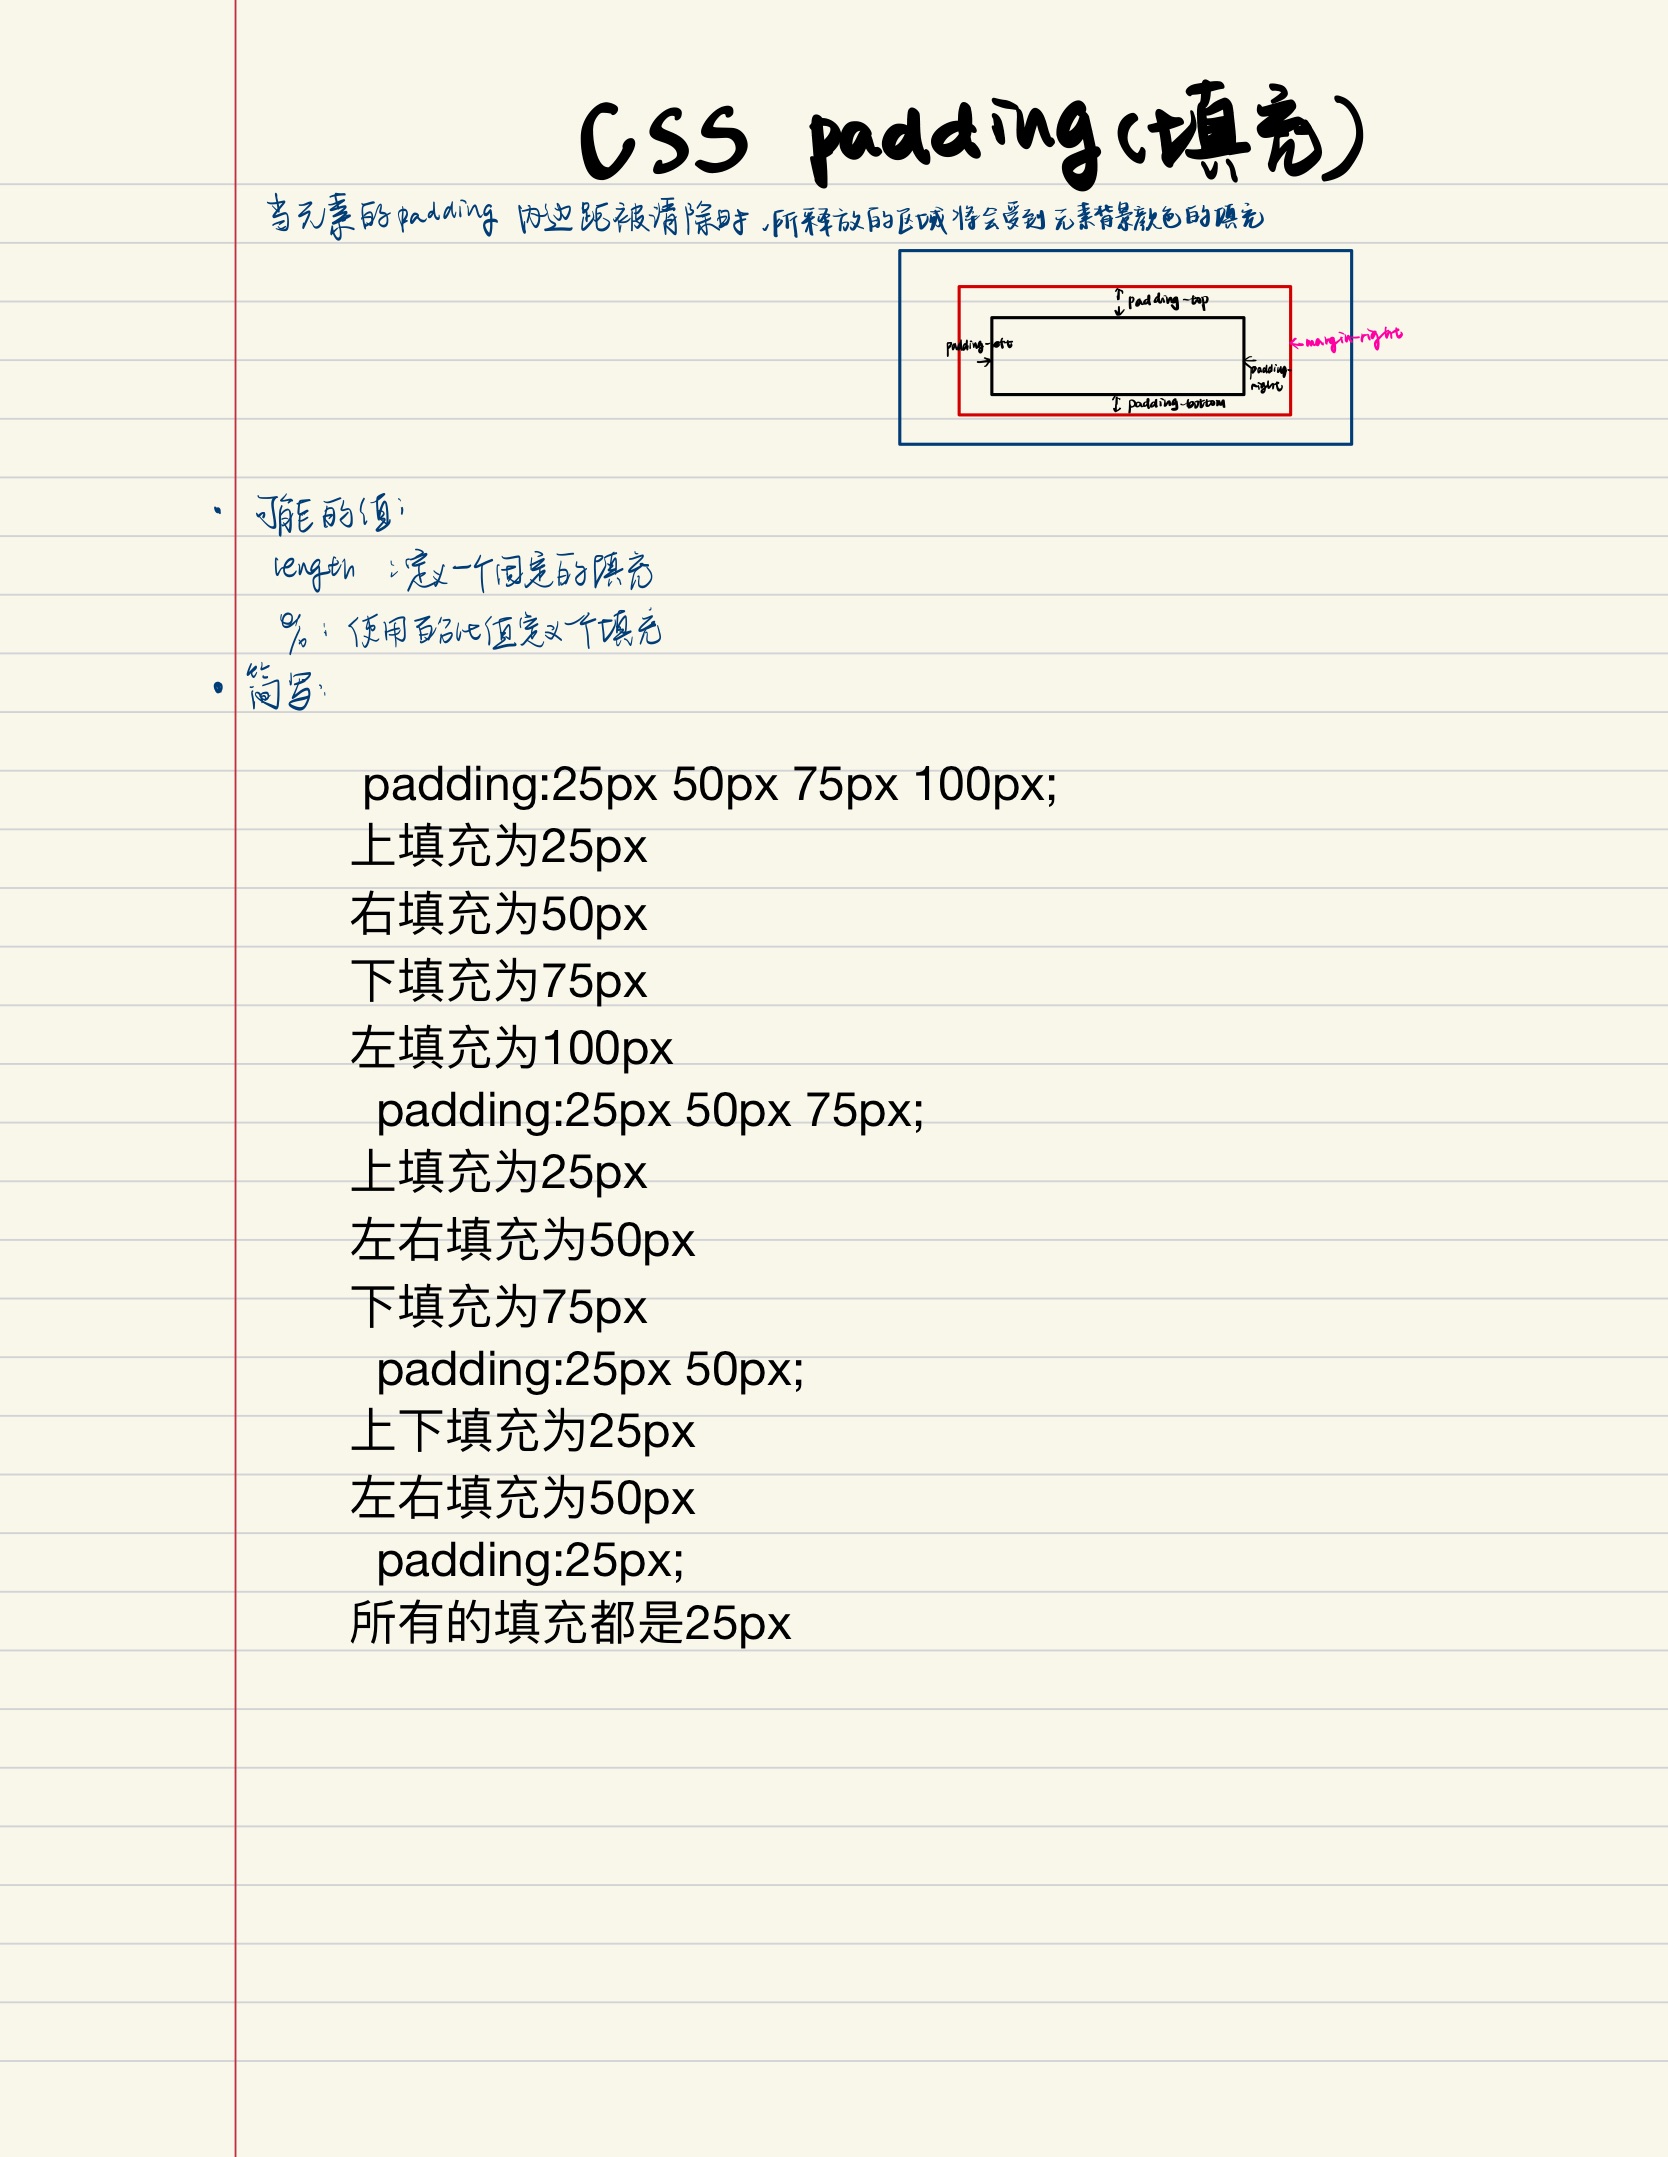 CSS padding(填充)
当元素的padding 内边距被清除时,所释放的区域将会受到元素背景颜色的填充
padding-top
padding-left
margin-right
padding-right
padding-bottom
• 可能的值:
length :定义一个固定的填充
%: 使用百分比值定义一个填充
• 简写:
padding:25px 50px 75px 100px;
上填充为25px
右填充为50px
下填充为75px
左填充为100px
padding:25px 50px 75px;
上填充为25px
左右填充为50px
下填充为75px
padding:25px 50px;
上下填充为25px
左右填充为50px
padding:25px;
所有的填充都是25px